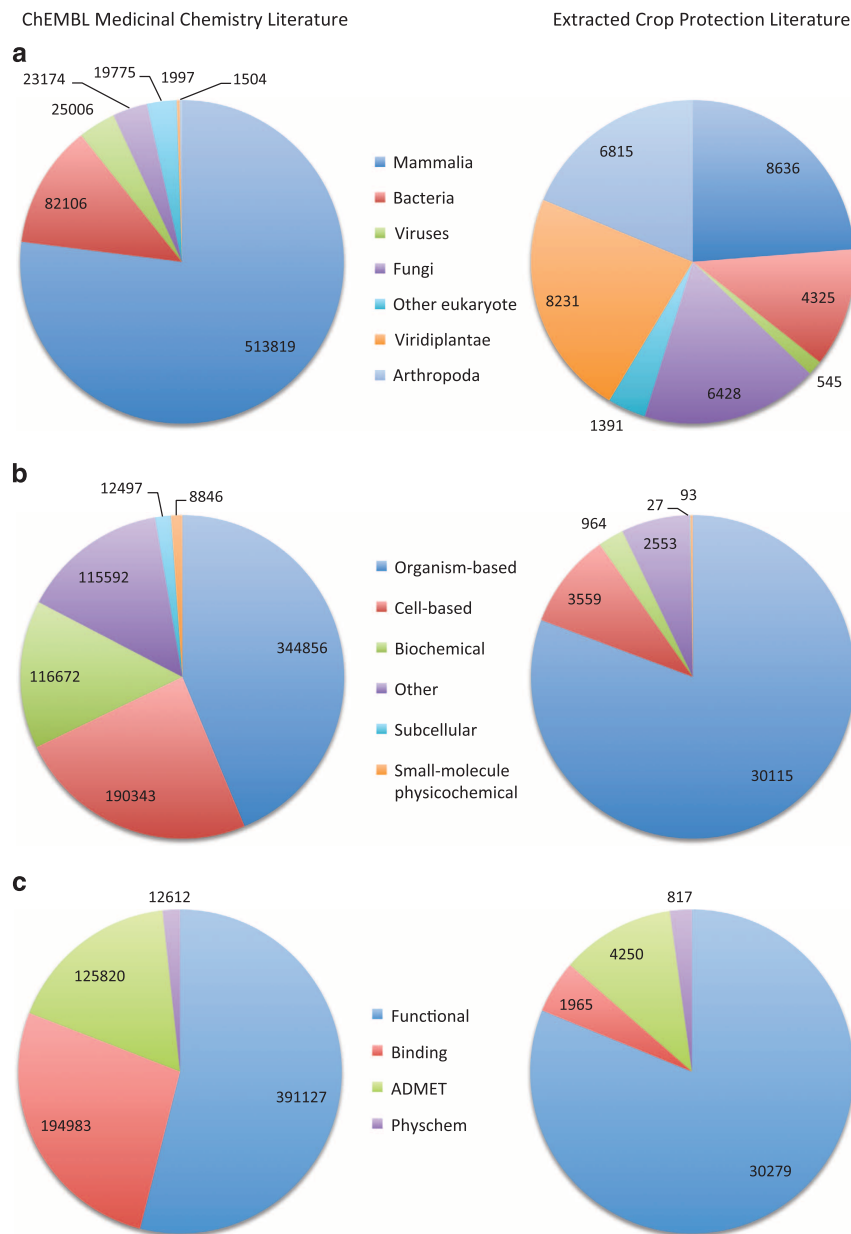 ChEMBL Medicinal Chemistry Literature
Extracted Crop Protection Literature
a
23174
19775
1997
1504
25006
82106
513819
Mammalia
Bacteria
Viruses
Fungi
Other eukaryote
Viridiplantae
Arthropoda
6815
8636
8231
4325
545
6428
1391
b
12497
8846
115592
344856
116672
190343
Organism-based
Cell-based
Biochemical
Other
Subcellular
Small-molecule
physicochemical
93
27
964
2553
3559
30115
c
12612
125820
391127
194983
Functional
Binding
ADMET
Physchem
817
4250
1965
30279